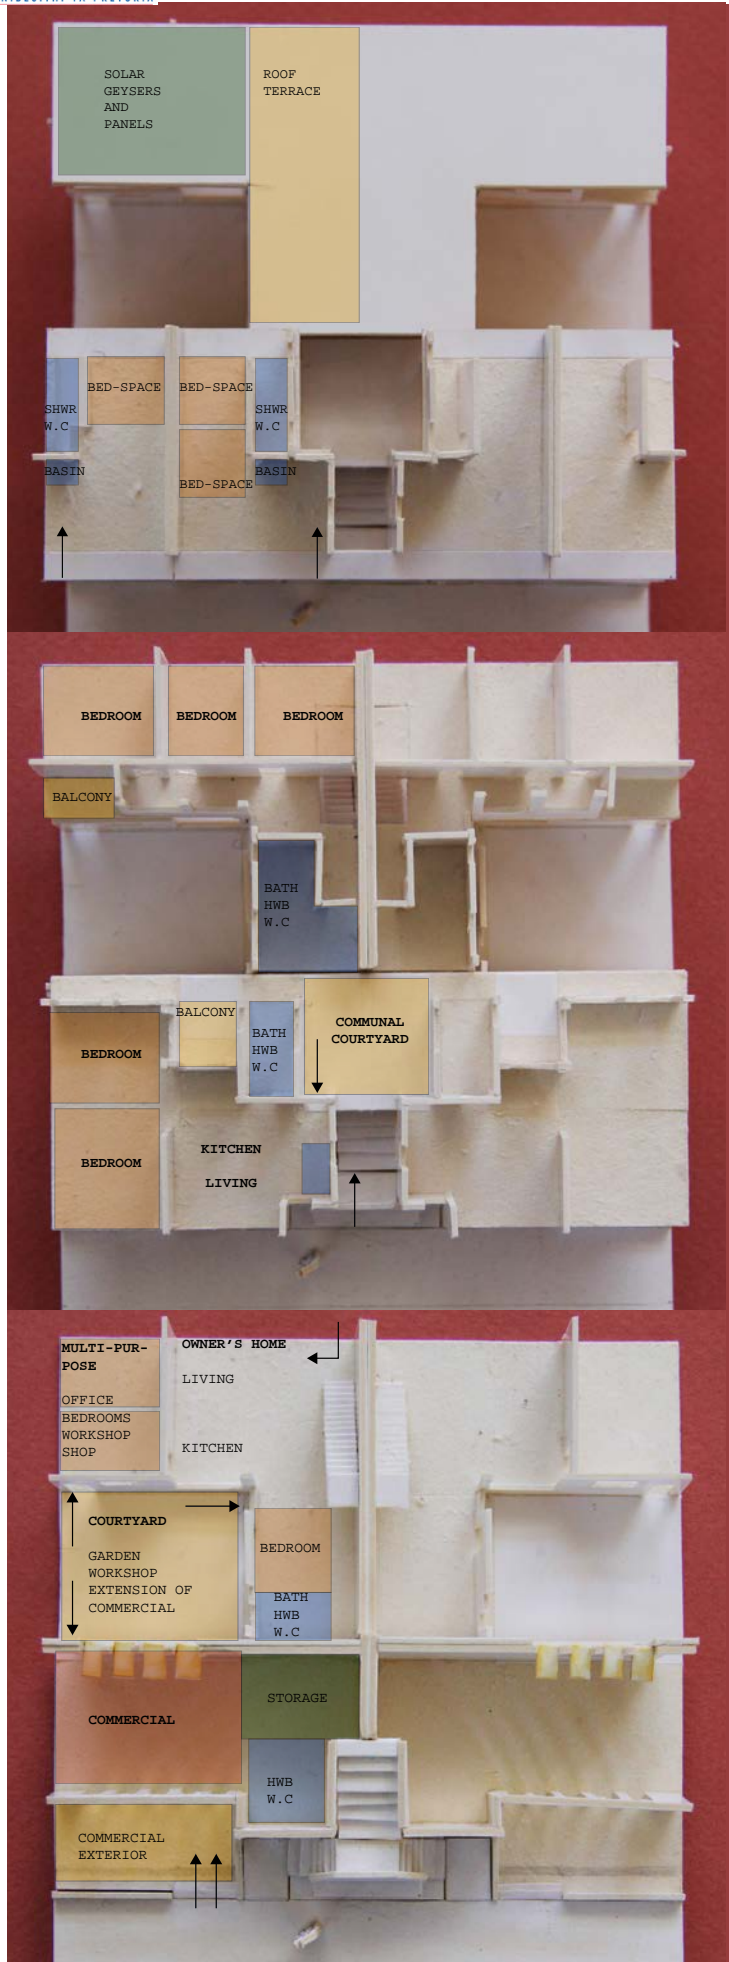 SOLAR
GEYSERS
AND
PANELS
ROOF
TERRACE
BED-SPACE
BED-SPACE
SHWR
W.C
SHWR
W.C
BASIN
BED-SPACE
BASIN
BEDROOM
BEDROOM
BEDROOM
BALCONY
BATH
HWB
W.C
BALCONY
COMMUNAL
COURTYARD
BATH
HWB
W.C
BEDROOM
KITCHEN
LIVING
BEDROOM
MULTI-PUR-
POSE
OFFICE
BEDROOMS
WORKSHOP
SHOP
OWNER'S HOME
LIVING
KITCHEN
COURTYARD
GARDEN
WORKSHOP
EXTENSION OF
COMMERCIAL
BEDROOM
BATH
HWB
W.C
COMMERCIAL
STORAGE
HWB
W.C
COMMERCIAL
EXTERIOR